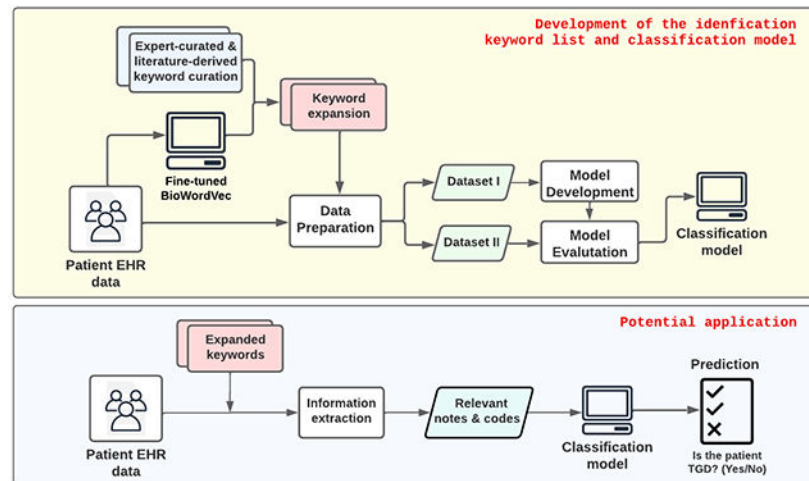 Development of the idenfication
keyword list and classification model
Expert-curated &
literature-derived
keyword curation
Keyword
expansion
Fine-tuned
BioWordVec
Patient EHR
data
Data
Preparation
Dataset I
Dataset II
Model
Development
Model
Evalutation
Classification
model
Potential application
Expanded
keywords
Patient EHR
data
Information
extraction
Relevant
notes & codes
Classification
model
Prediction
Is the patient
TGD? (Yes/No)